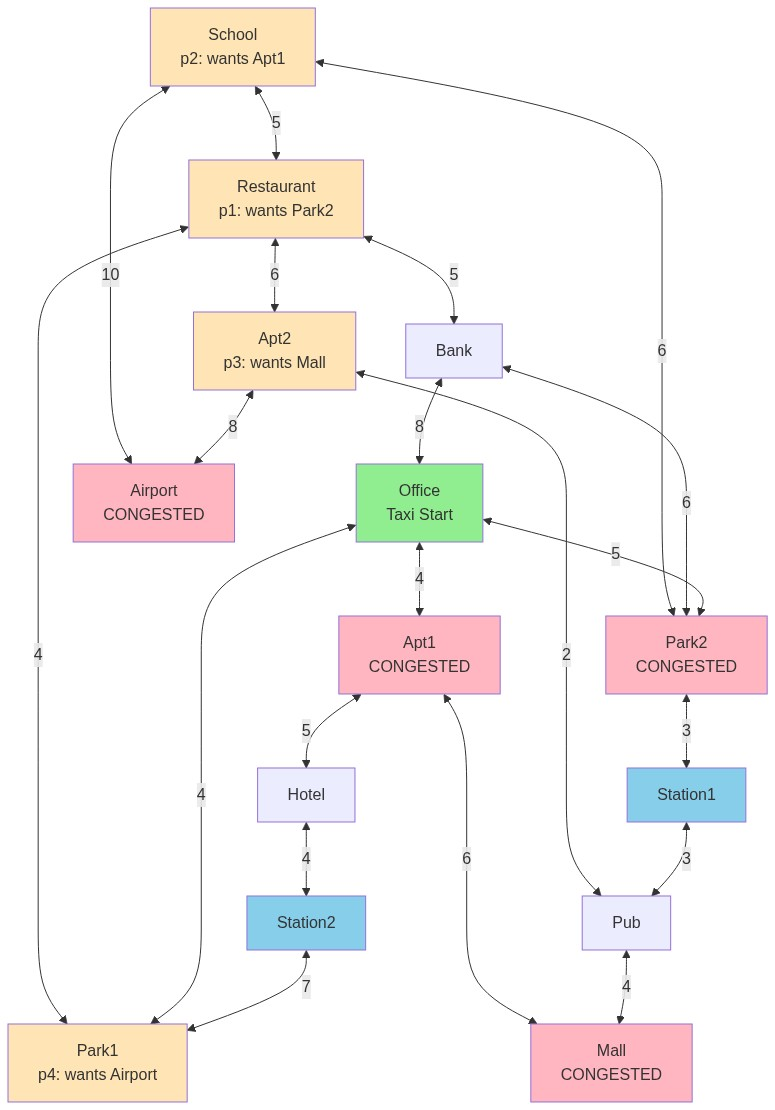 School
p2: wants Apt1
5
Restaurant
p1: wants Park2
10
6
5
Apt2
p3: wants Mall
Bank
6
8
8
Airport
CONGESTED
Office
Taxi Start
6
5
4
Apt1
CONGESTED
Park2
CONGESTED
4
2
5
3
Hotel
Station1
4
4
6
3
Station2
Pub
7
4
Park1
p4: wants Airport
Mall
CONGESTED